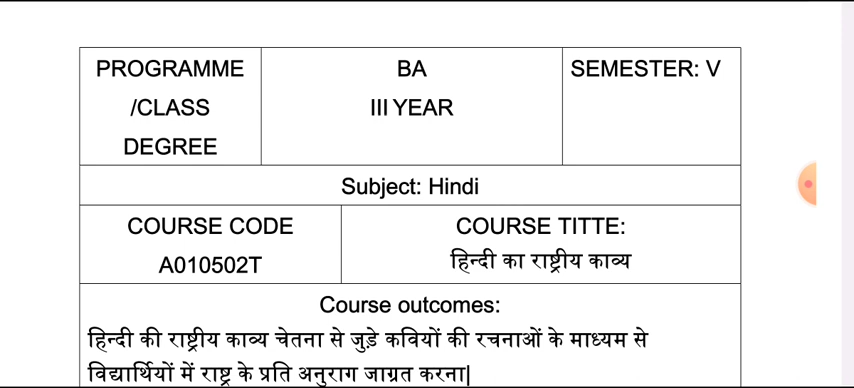 PROGRAMME
/CLASS
DEGREE
BA
III YEAR
SEMESTER: V
Subject: Hindi
COURSE CODE
A010502T
COURSE TITTE:
हिन्दी का राष्ट्रीय काव्य
Course outcomes:
हिन्दी की राष्ट्रीय काव्य चेतना से जुड़े कवियों की रचनाओं के माध्यम से
विद्यार्थियों में राष्ट्र के प्रति अनुराग जाग्रत करना|